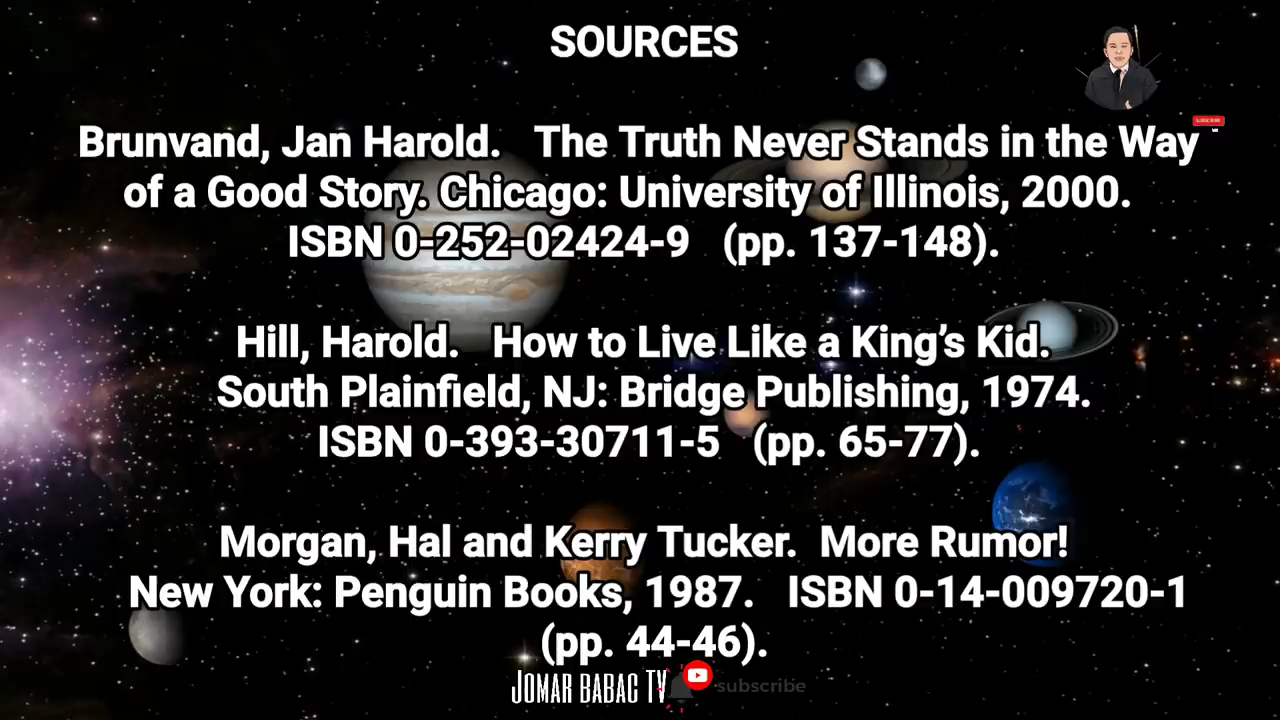 SOURCES
SUBSCRIBE
Brunvand, Jan Harold. The Truth Never Stands in the Way
of a Good Story. Chicago: University of Illinois, 2000.
ISBN 0-252-02424-9 (pp. 137-148).
Hill, Harold. How to Live Like a King’s Kid.
South Plainfield, NJ: Bridge Publishing, 1974.
ISBN 0-393-30711-5 (pp. 65-77).
Morgan, Hal and Kerry Tucker. More Rumor!
New York: Penguin Books, 1987. ISBN 0-14-009720-1
(pp. 44-46).
JOMAR BABAC TV subscribe